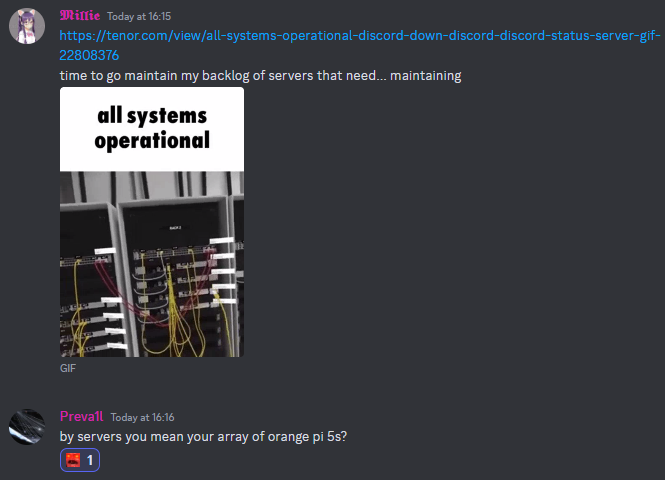 𝕸𝖎𝖑𝖑𝖎𝖊 Today at 16:15
https://tenor.com/view/all-systems-operational-discord-down-discord-discord-status-server-gif-
22808376
time to go maintain my backlog of servers that need... maintaining
all systems
operational
GIF
Preva1l Today at 16:16
by servers you mean your array of orange pi 5s?
1